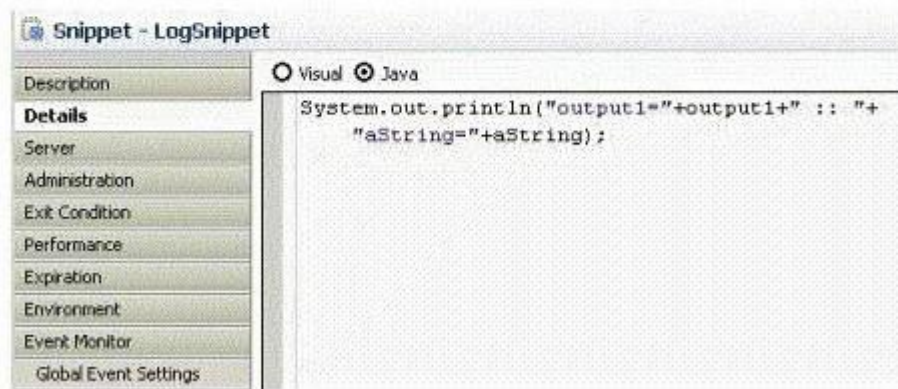 Snippet - LogSnippet
Description
Details
Server
Administration
Exit Condition
Performance
Expiration
Environment
Event Monitor
Global Event Settings
Visual Java
System.out.println("output1="+output1+" :: "+
"aString="+aString);